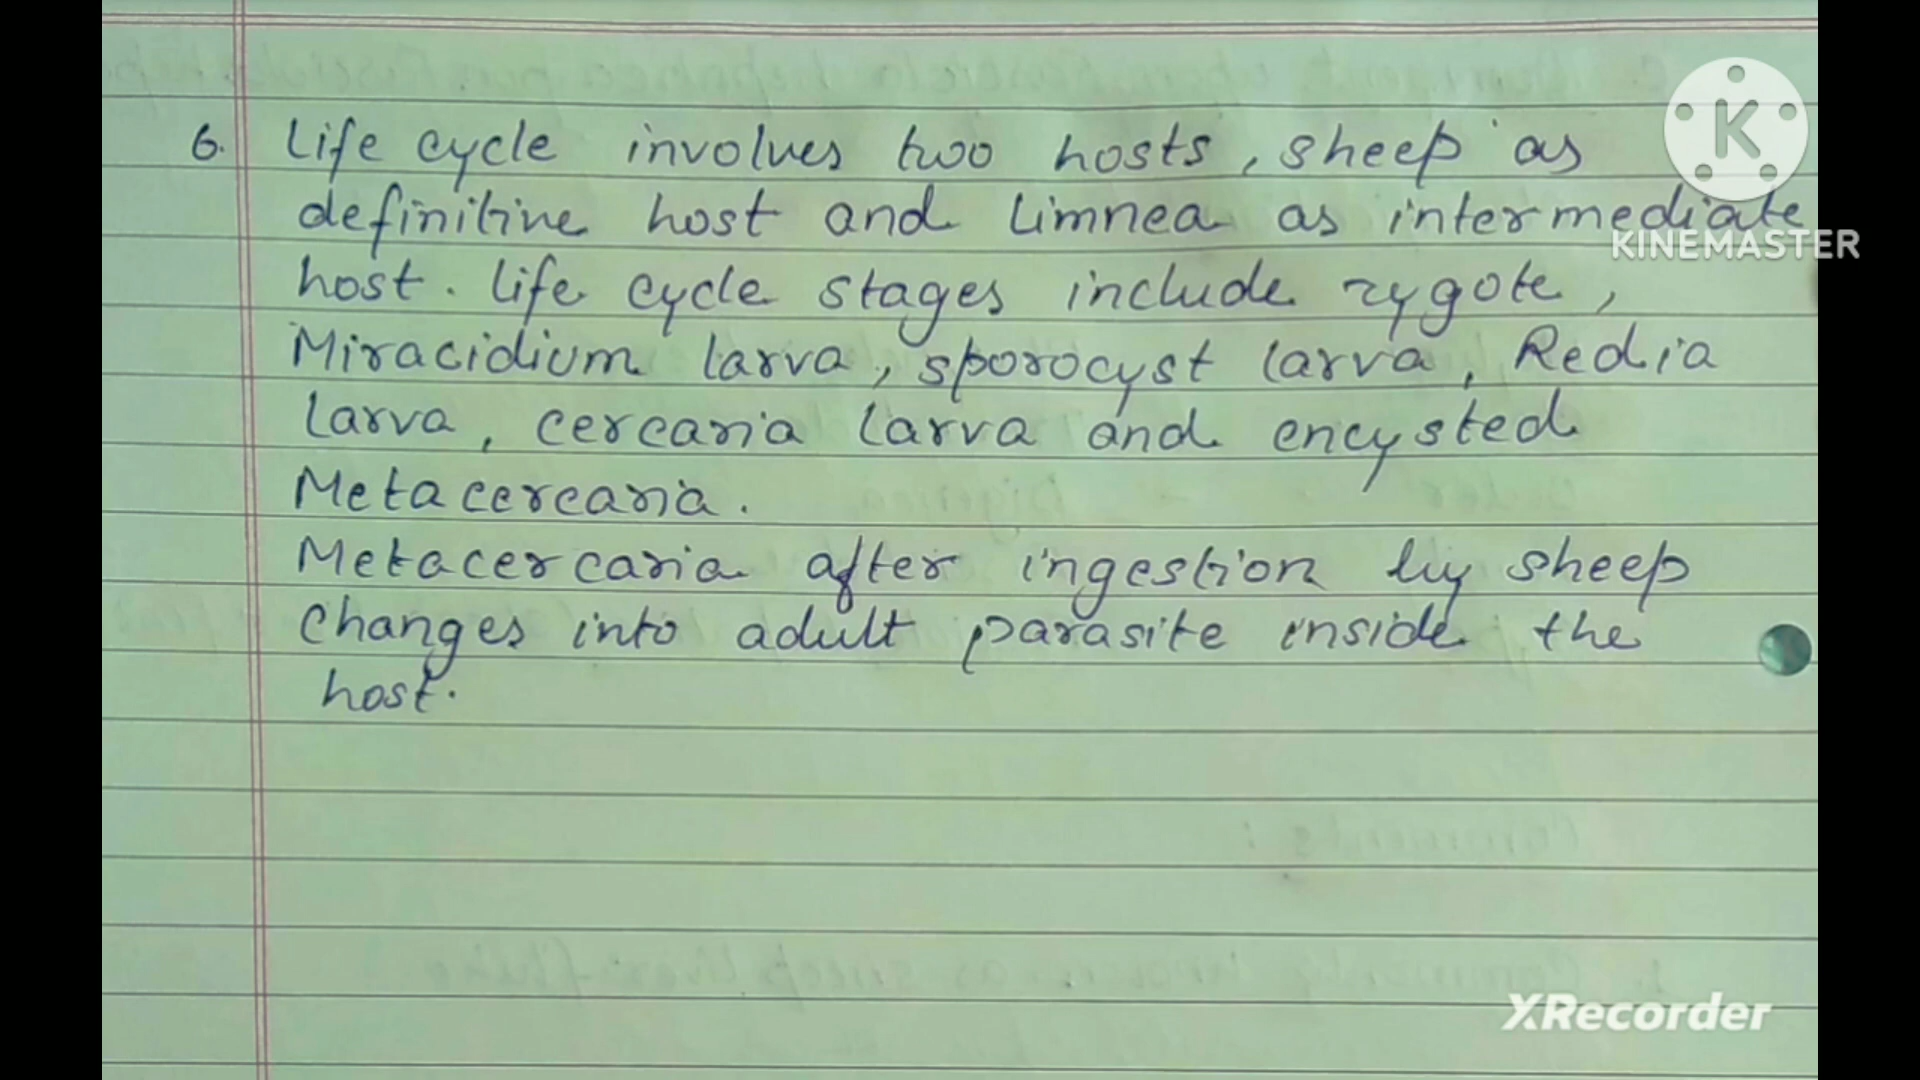 6. Life cycle involves two hosts, sheep as
definitive host and Limnea as intermediate
host. Life cycle stages include zygote,
Miracidium larva, sporocyst larva, Redia
larva, cercaria larva and encysted
Metacercaria.
Metacercaria after ingestion by sheep
changes into adult parasite inside the
host.
K
KINEMASTER
XRecorder